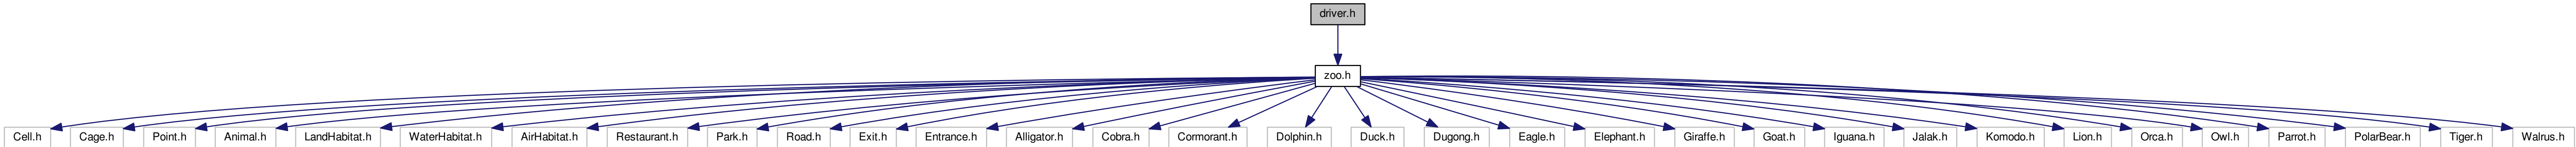 driver.h
zoo.h
Cell.h
Cage.h
Point.h
Animal.h
LandHabitat.h
WaterHabitat.h
AirHabitat.h
Restaurant.h
Park.h
Road.h
Exit.h
Entrance.h
Alligator.h
Cobra.h
Cormorant.h
Dolphin.h
Duck.h
Dugong.h
Eagle.h
Elephant.h
Giraffe.h
Goat.h
Iguana.h
Jalak.h
Komodo.h
Lion.h
Orca.h
Owl.h
Parrot.h
PolarBear.h
Tiger.h
Walrus.h